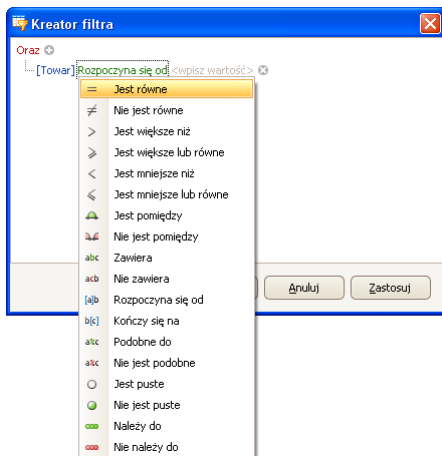 Kreator filtra
Oraz
[Towar] Rozpoczyna się od <wpisz wartość>
= Jest równe
≠ Nie jest równe
> Jest większe niż
⩾ Jest większe lub równe
< Jest mniejsze niż
⩽ Jest mniejsze lub równe
Jest pomiędzy
Nie jest pomiędzy
abc Zawiera
acb Nie zawiera
[a]b Rozpoczyna się od
b[c] Kończy się na
a%c Podobne do
a%c Nie jest podobne
Jest puste
Nie jest puste
Należy do
Nie należy do
Anuluj
Zastosuj